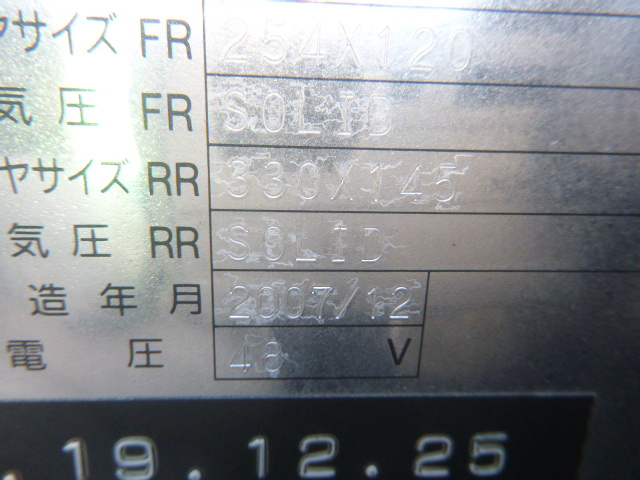 ヤサイズ FR 254X120
気圧 FR SOLID
ヤサイズ RR 330X145
気圧 RR SOLID
造年月 2007/12
電圧 48 V
.19.12.25